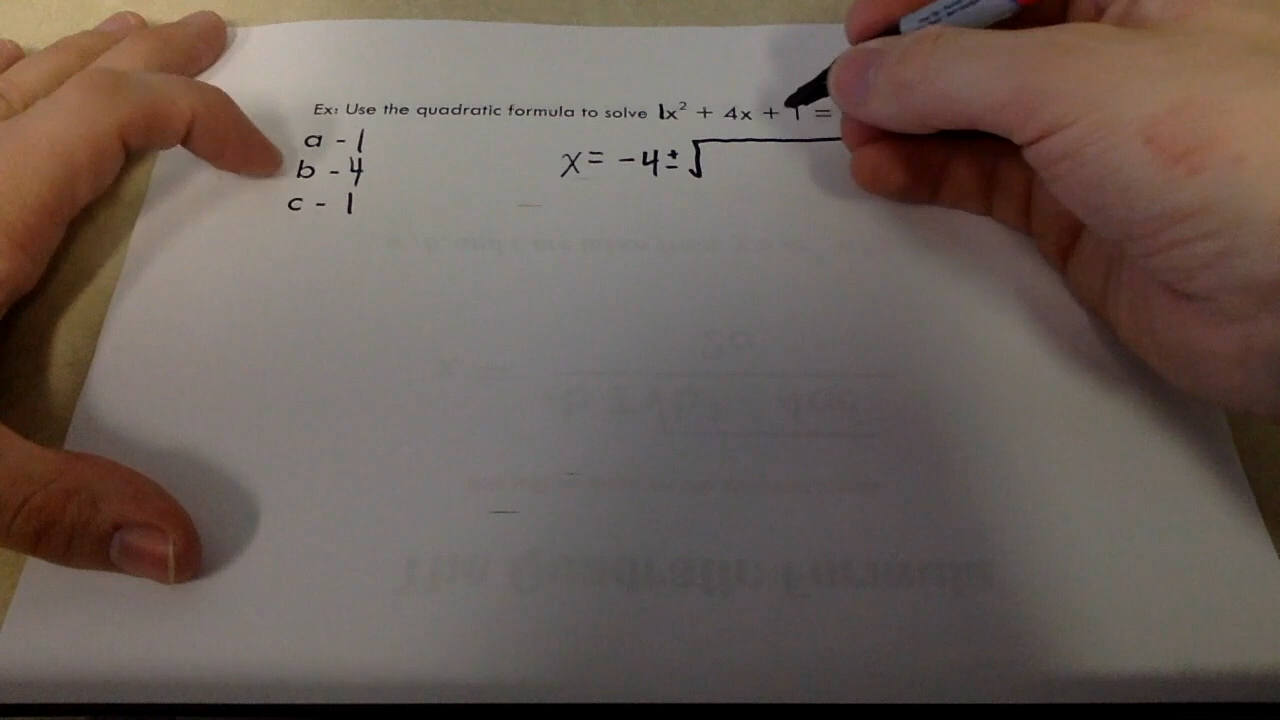 Ex: Use the quadratic formula to solve 1x² + 4x + 1 =
a - 1
b - 4
c - 1
x = -4 ± √